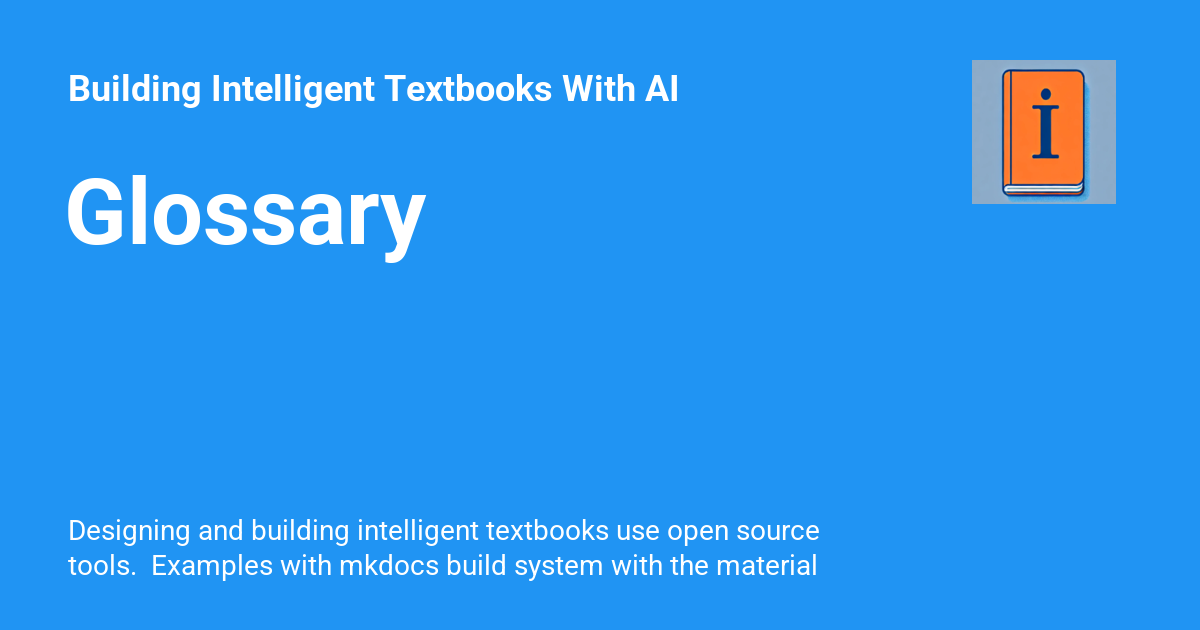 Building Intelligent Textbooks With AI
i
Glossary
Designing and building intelligent textbooks use open source
tools.  Examples with mkdocs build system with the material